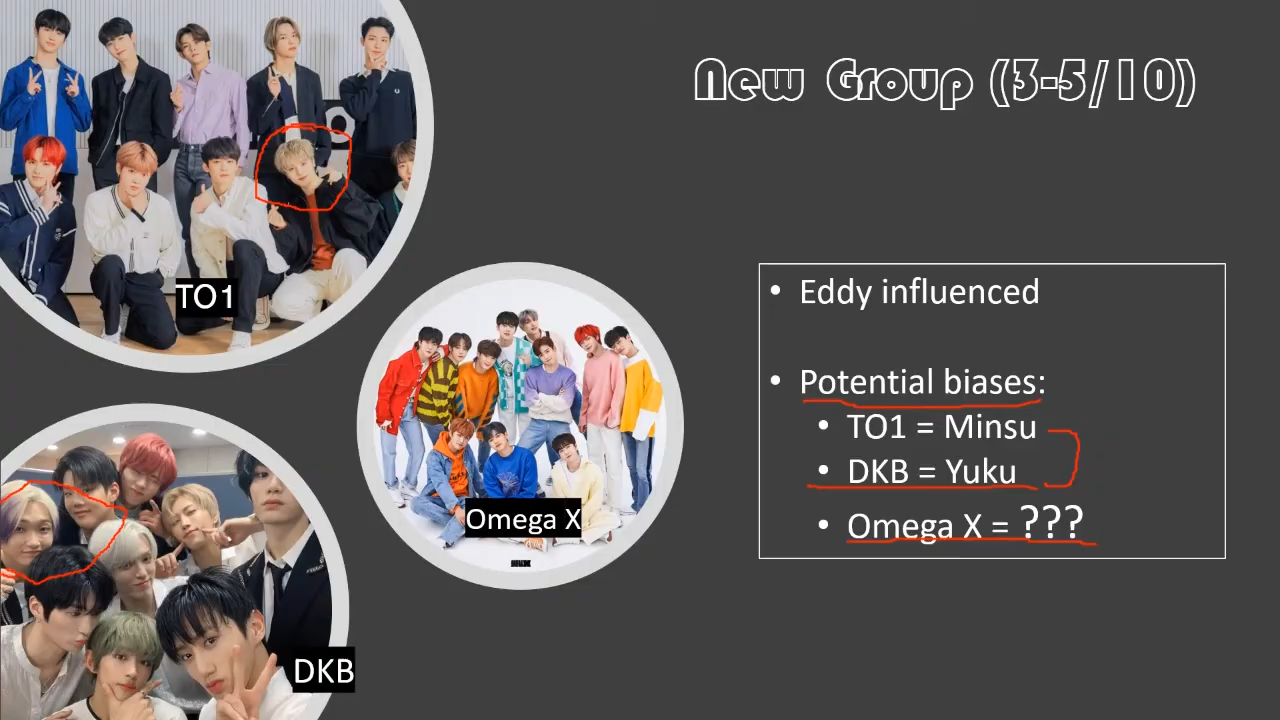 New Group (3-5/10)
TO1
Omega X
DKB
• Eddy influenced
• Potential biases:
• TO1 = Minsu
• DKB = Yuku
• Omega X = ???